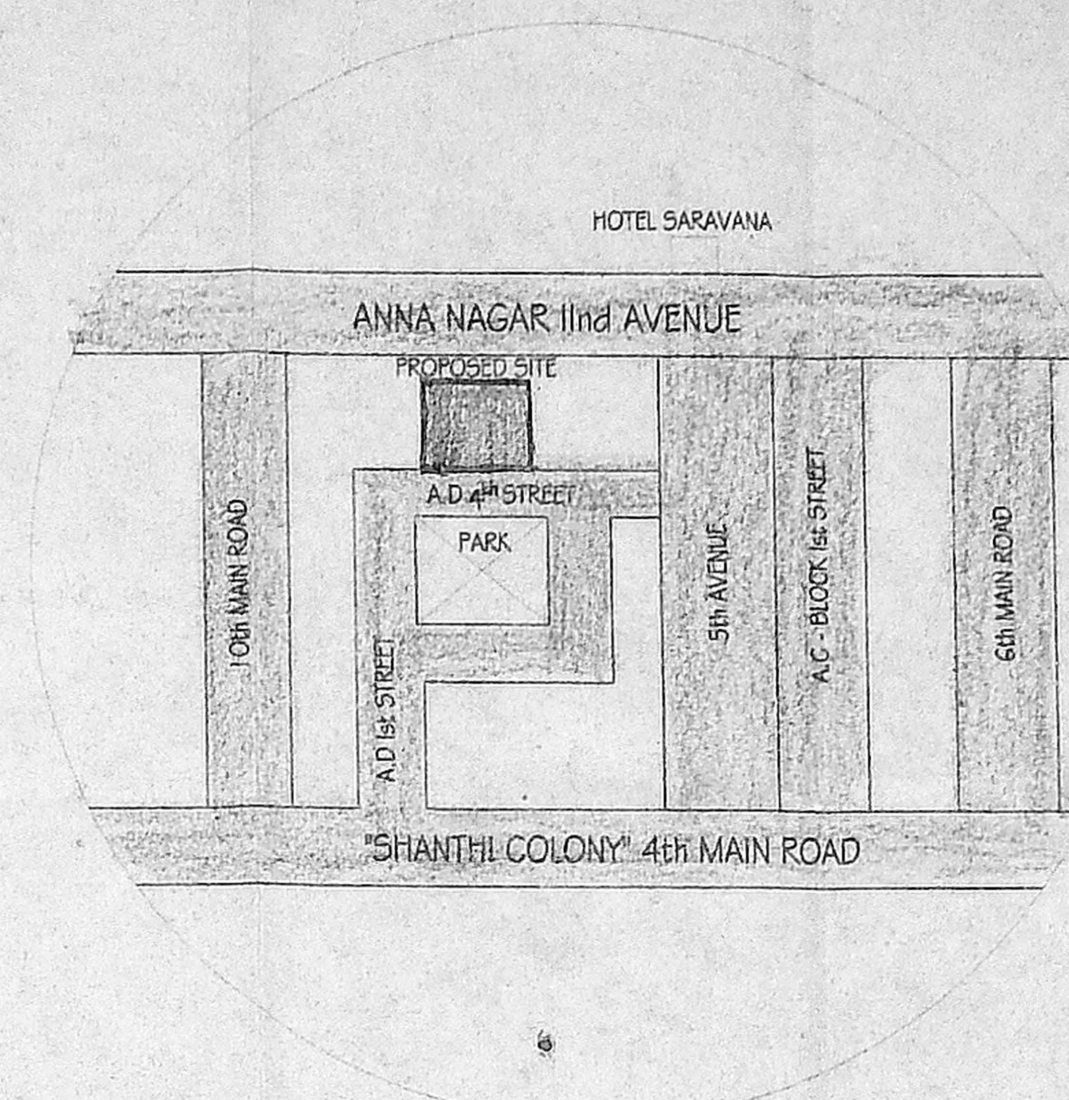 HOTEL SARAVANA
ANNA NAGAR IInd AVENUE
PROPOSED SITE
A.D 4th STREET
PARK
10th MAIN ROAD
A.D 1st STREET
5th AVENUE
A.C - BLOCK 1st STREET
6th MAIN ROAD
"SHANTHI COLONY" 4th MAIN ROAD